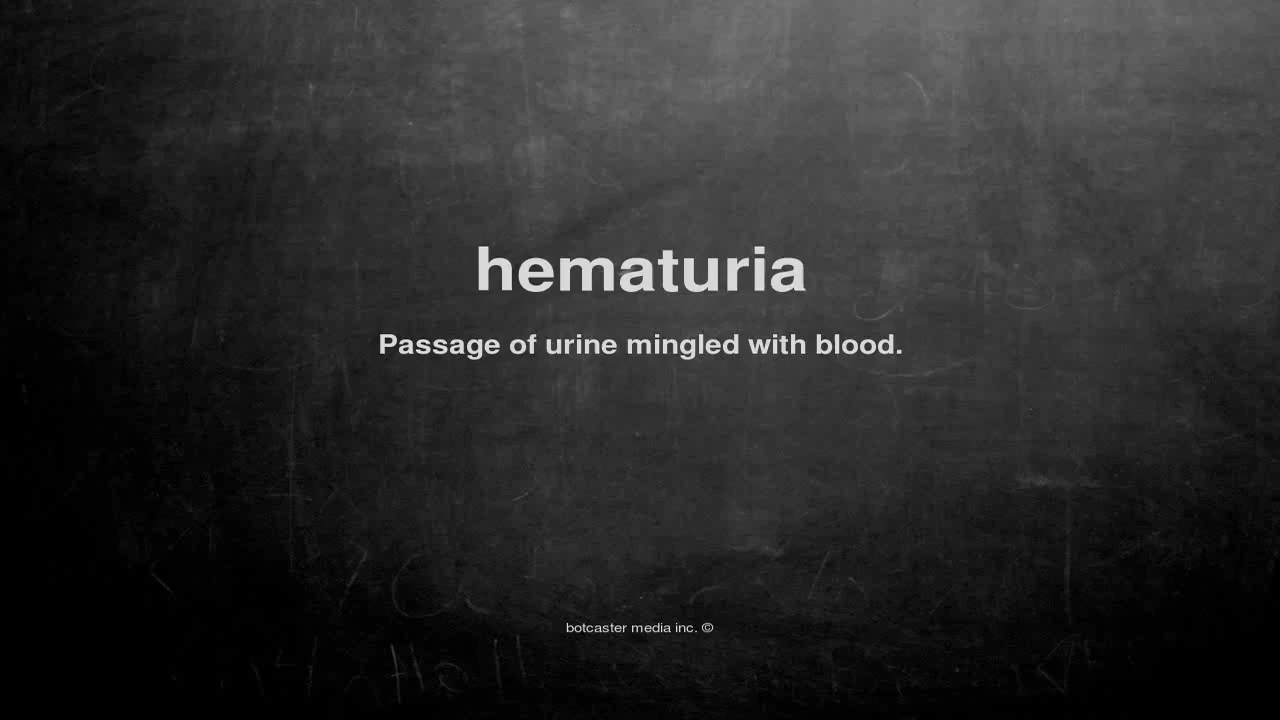 hematuria
Passage of urine mingled with blood.
botcaster media inc. ©